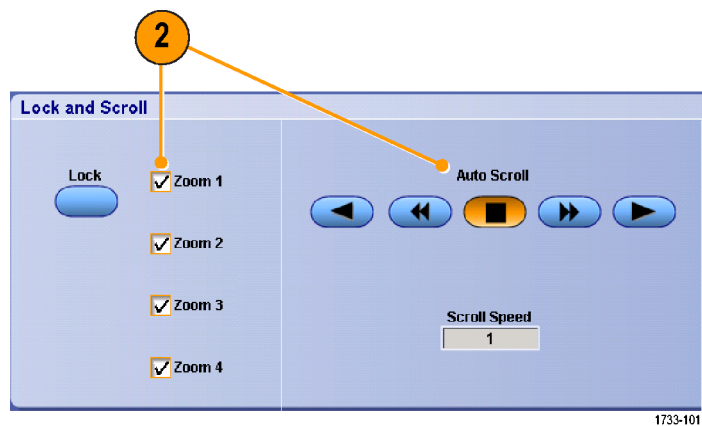 2
Lock and Scroll
Lock
Zoom 1
Zoom 2
Zoom 3
Zoom 4
Auto Scroll
Scroll Speed
1
1733-101